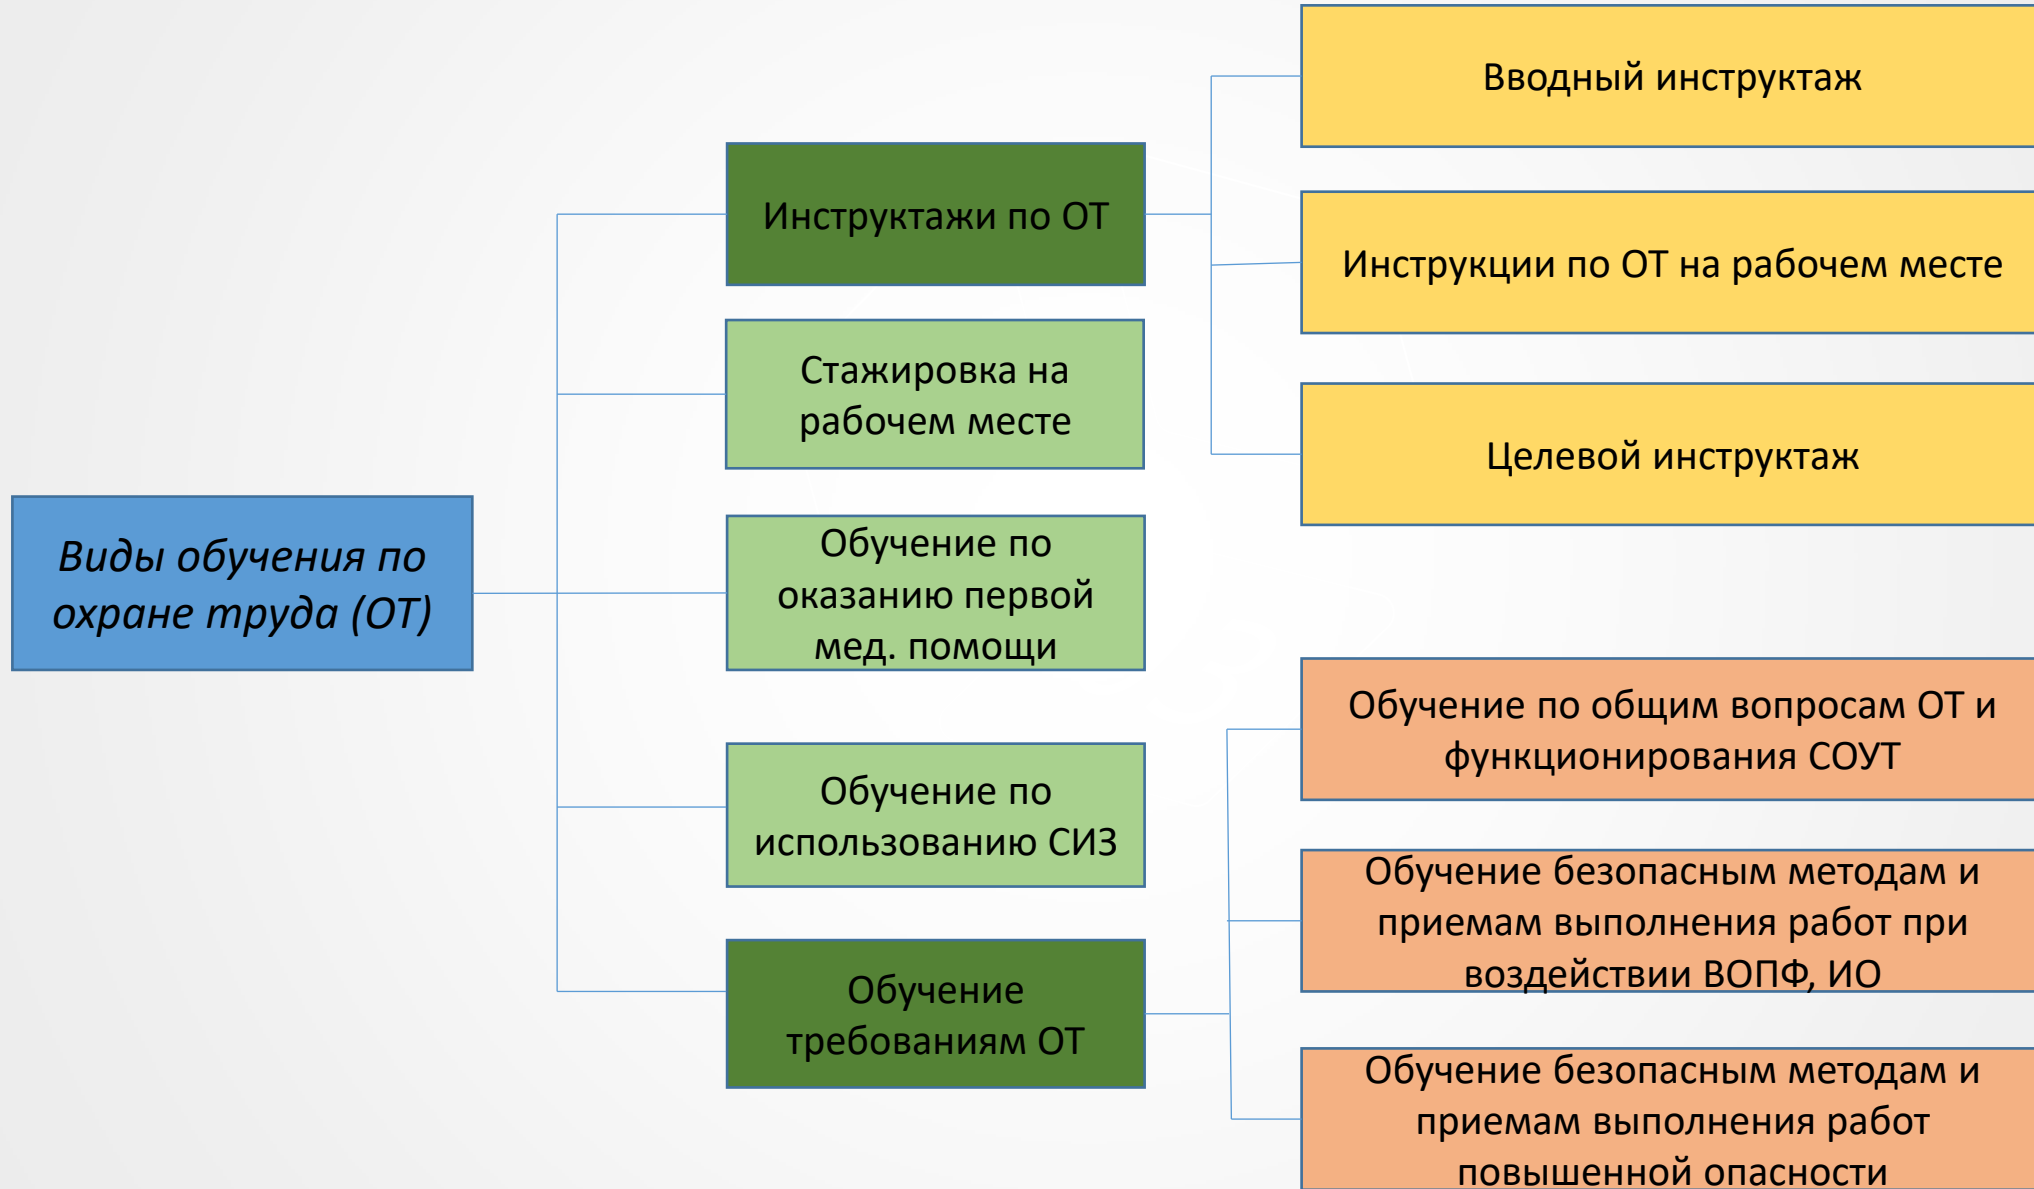 Виды обучения по
охране труда (ОТ)
Инструктажи по ОТ
Стажировка на
рабочем месте
Обучение по
оказанию первой
мед. помощи
Обучение по
использованию СИЗ
Обучение
требованиям ОТ
Вводный инструктаж
Инструкции по ОТ на рабочем месте
Целевой инструктаж
Обучение по общим вопросам ОТ и
функционирования СОУТ
Обучение безопасным методам и
приемам выполнения работ при
воздействии ВОПФ, ИО
Обучение безопасным методам и
приемам выполнения работ
повышенной опасности